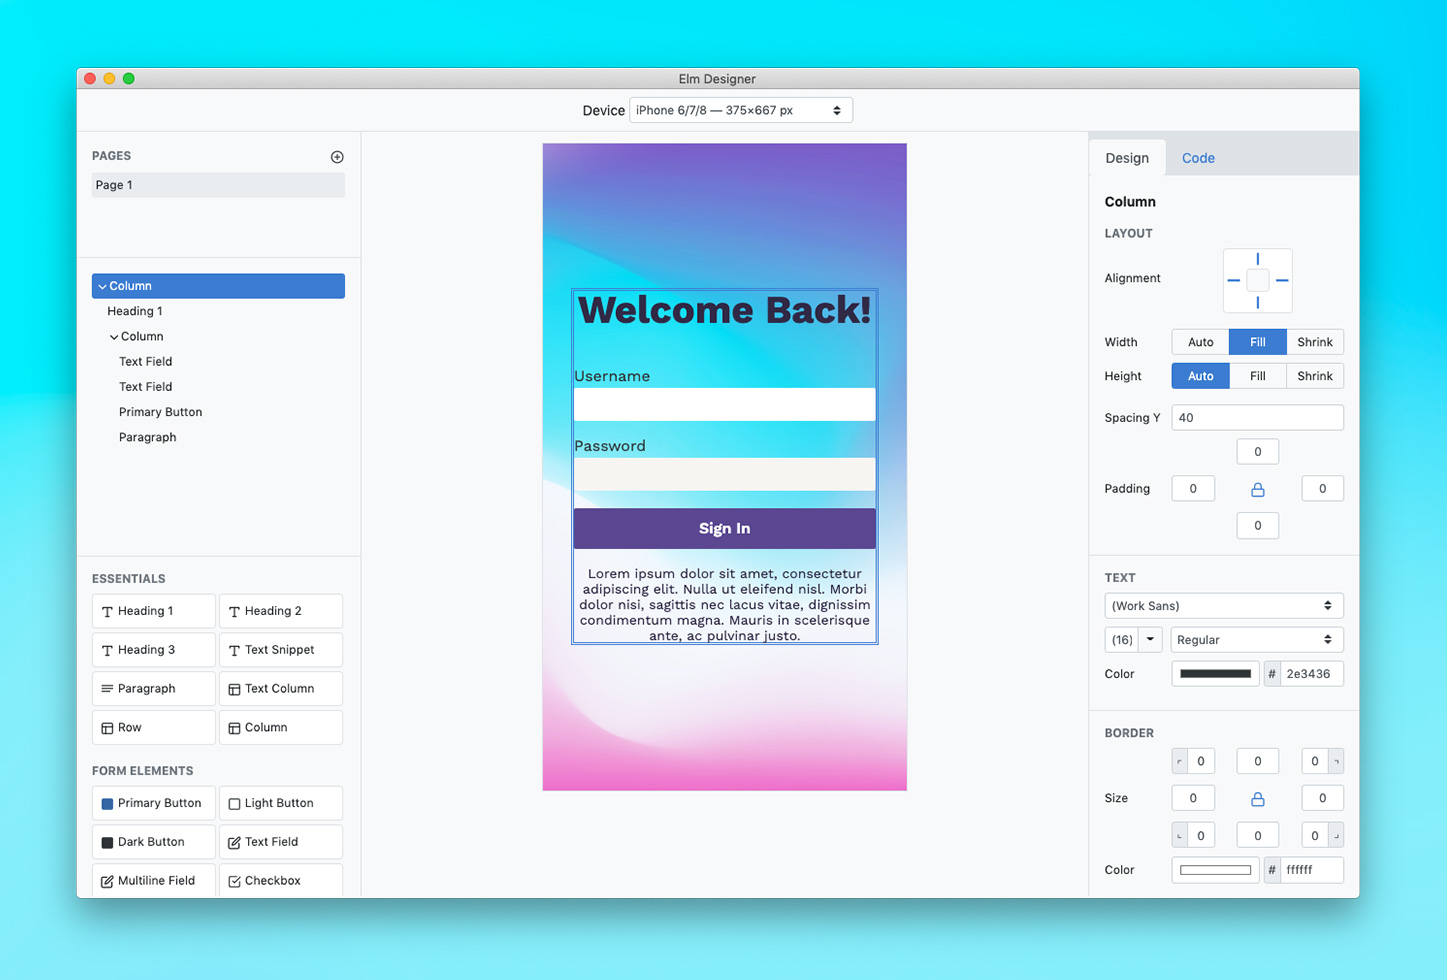 Elm Designer
Device iPhone 6/7/8 — 375×667 px
PAGES
Page 1
Column
Heading 1
Column
Text Field
Text Field
Primary Button
Paragraph
ESSENTIALS
Heading 1 Heading 2
Heading 3 Text Snippet
Paragraph Text Column
Row Column
FORM ELEMENTS
Primary Button Light Button
Dark Button Text Field
Multiline Field Checkbox
Welcome Back!
Username
Password
Sign In
Lorem ipsum dolor sit amet, consectetur
adipiscing elit. Nulla ut eleifend nisl. Morbi
dolor nisi, sagittis nec lacus vitae, dignissim
condimentum magna. Mauris in scelerisque
ante, ac pulvinar justo.
Design Code
Column
LAYOUT
Alignment
Width Auto Fill Shrink
Height Auto Fill Shrink
Spacing Y 40
0
Padding 0 0
0
TEXT
(Work Sans)
(16) Regular
Color # 2e3436
BORDER
0 0 0
Size 0 0
0 0 0
Color # ffffff